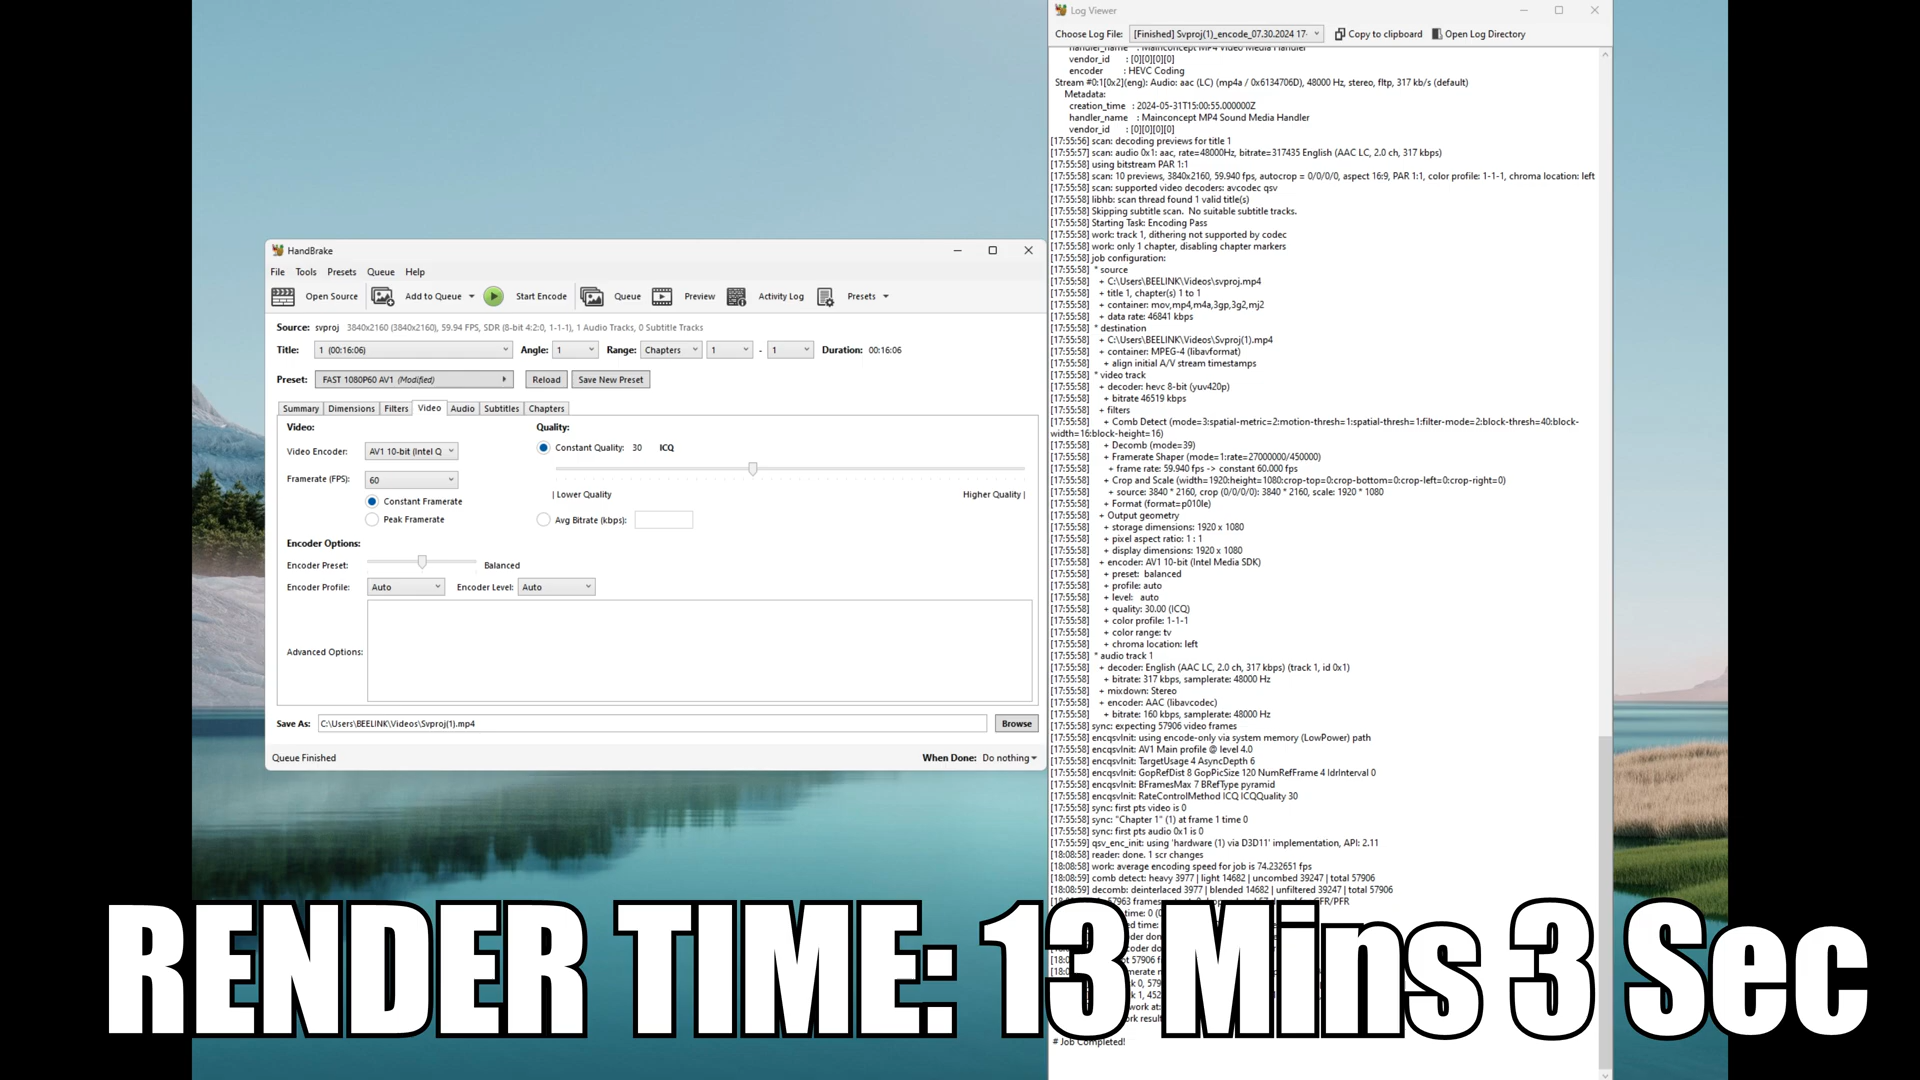 HandBrake
File Tools Presets Queue Help
Open Source Add to Queue Start Encode Queue Preview Activity Log Presets
Source: svproj 3840x2160 (3840x2160), 59.94 FPS, SDR (8-bit 4:2:0, 1-1-1), 1 Audio Tracks, 0 Subtitle Tracks
Title: 1 (00:16:06) Angle: 1 Range: Chapters 1 - 1 Duration: 00:16:06
Preset: FAST 1080P60 AV1 (Modified) Reload Save New Preset
Summary Dimensions Filters Video Audio Subtitles Chapters
Video: Quality:
Video Encoder: AV1 10-bit (Intel Q Constant Quality: 30 ICQ
Framerate (FPS): 60
| Lower Quality Higher Quality |
Constant Framerate
Peak Framerate Avg Bitrate (kbps):
Encoder Options:
Encoder Preset: Balanced
Encoder Profile: Auto Encoder Level: Auto
Advanced Options:
Save As: C:\Users\BEELINK\Videos\Svproj(1).mp4 Browse
Queue Finished When Done: Do nothing
Log Viewer
Choose Log File: [Finished] Svproj(1)_encode_07.30.2024 17- Copy to clipboard Open Log Directory
handler_name : Mainconcept MP4 Video Media Handler
vendor_id : [0][0][0][0]
encoder : HEVC Coding
Stream #0:1[0x2](eng): Audio: aac (LC) (mp4a / 0x6134706D), 48000 Hz, stereo, fltp, 317 kb/s (default)
Metadata:
creation_time : 2024-05-31T15:00:55.000000Z
handler_name : Mainconcept MP4 Sound Media Handler
vendor_id : [0][0][0][0]
[17:55:56] scan: decoding previews for title 1
[17:55:57] scan: audio 0x1: aac, rate=48000Hz, bitrate=317435 English (AAC LC, 2.0 ch, 317 kbps)
[17:55:58] using bitstream PAR 1:1
[17:55:58] scan: 10 previews, 3840x2160, 59.940 fps, autocrop = 0/0/0/0, aspect 16:9, PAR 1:1, color profile: 1-1-1, chroma location: left
[17:55:58] scan: supported video decoders: avcodec qsv
[17:55:58] libhb: scan thread found 1 valid title(s)
[17:55:58] Skipping subtitle scan. No suitable subtitle tracks.
[17:55:58] Starting Task: Encoding Pass
[17:55:58] work: track 1, dithering not supported by codec
[17:55:58] work: only 1 chapter, disabling chapter markers
[17:55:58] job configuration:
[17:55:58] * source
[17:55:58] + C:\Users\BEELINK\Videos\svproj.mp4
[17:55:58] + title 1, chapter(s) 1 to 1
[17:55:58] + container: mov,mp4,m4a,3gp,3g2,mj2
[17:55:58] + data rate: 46841 kbps
[17:55:58] * destination
[17:55:58] + C:\Users\BEELINK\Videos\Svproj(1).mp4
[17:55:58] + container: MPEG-4 (libavformat)
[17:55:58] + align initial A/V stream timestamps
[17:55:58] * video track
[17:55:58] + decoder: hevc 8-bit (yuv420p)
[17:55:58] + bitrate 46519 kbps
[17:55:58] + filters
[17:55:58] + Comb Detect (mode=3:spatial-metric=2:motion-thresh=1:spatial-thresh=1:filter-mode=2:block-thresh=40:block-
width=16:block-height=16)
[17:55:58] + Decomb (mode=39)
[17:55:58] + Framerate Shaper (mode=1:rate=27000000/450000)
[17:55:58] + frame rate: 59.940 fps -> constant 60.000 fps
[17:55:58] + Crop and Scale (width=1920:height=1080:crop-top=0:crop-bottom=0:crop-left=0:crop-right=0)
[17:55:58] + source: 3840 * 2160, crop (0/0/0/0): 3840 * 2160, scale: 1920 * 1080
[17:55:58] + Format (format=p010le)
[17:55:58] + Output geometry
[17:55:58] + storage dimensions: 1920 x 1080
[17:55:58] + pixel aspect ratio: 1 : 1
[17:55:58] + display dimensions: 1920 x 1080
[17:55:58] + encoder: AV1 10-bit (Intel Media SDK)
[17:55:58] + preset: balanced
[17:55:58] + profile: auto
[17:55:58] + level: auto
[17:55:58] + quality: 30.00 (ICQ)
[17:55:58] + color profile: 1-1-1
[17:55:58] + color range: tv
[17:55:58] + chroma location: left
[17:55:58] * audio track 1
[17:55:58] + decoder: English (AAC LC, 2.0 ch, 317 kbps) (track 1, id 0x1)
[17:55:58] + bitrate: 317 kbps, samplerate: 48000 Hz
[17:55:58] + mixdown: Stereo
[17:55:58] + encoder: AAC (libavcodec)
[17:55:58] + bitrate: 160 kbps, samplerate: 48000 Hz
[17:55:58] sync: expecting 57906 video frames
[17:55:58] encqsvInit: using encode-only via system memory (LowPower) path
[17:55:58] encqsvInit: AV1 Main profile @ level 4.0
[17:55:58] encqsvInit: TargetUsage 4 AsyncDepth 6
[17:55:58] encqsvInit: GopRefDist 8 GopPicSize 120 NumRefFrame 4 IdrInterval 0
[17:55:58] encqsvInit: BFramesMax 7 BRefType pyramid
[17:55:58] encqsvInit: RateControlMethod ICQ ICQQuality 30
[17:55:58] sync: first pts video is 0
[17:55:58] sync: "Chapter 1" (1) at frame 1 time 0
[17:55:58] sync: first pts audio 0x1 is 0
[17:55:59] qsv_enc_init: using 'hardware (1) via D3D11' implementation, API: 2.11
[18:08:58] reader: done. 1 scr changes
[18:08:58] work: average encoding speed for job is 74.232651 fps
[18:08:59] comb detect: heavy 3977 | light 14682 | uncombed 39247 | total 57906
[18:08:59] decomb: deinterlaced 3977 | blended 14682 | unfiltered 39247 | total 57906
# Job Completed!
RENDER TIME: 13 Mins 3 Sec